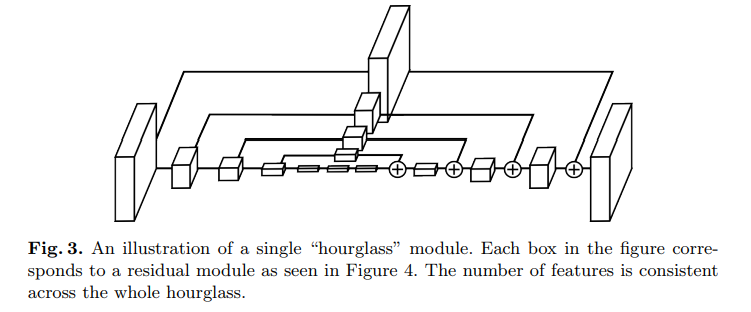 Fig. 3. An illustration of a single “hourglass” module. Each box in the figure corre-
sponds to a residual module as seen in Figure 4. The number of features is consistent
across the whole hourglass.